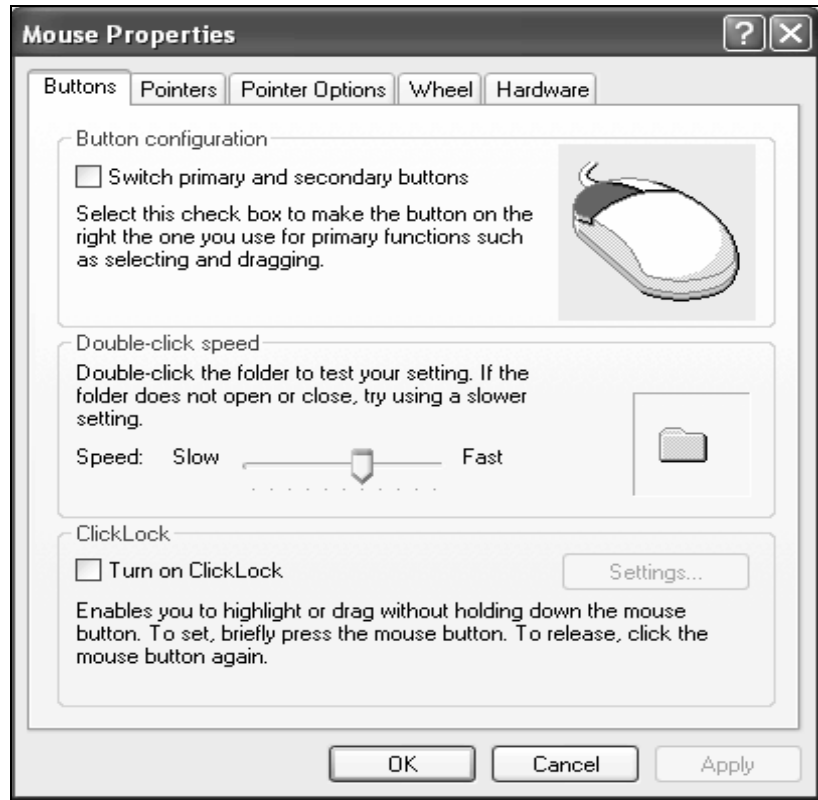 Mouse Properties
Buttons Pointers Pointer Options Wheel Hardware
Button configuration
Switch primary and secondary buttons
Select this check box to make the button on the
right the one you use for primary functions such
as selecting and dragging.
Double-click speed
Double-click the folder to test your setting. If the
folder does not open or close, try using a slower
setting.
Speed: Slow Fast
ClickLock
Turn on ClickLock Settings...
Enables you to highlight or drag without holding down the mouse
button. To set, briefly press the mouse button. To release, click the
mouse button again.
OK Cancel Apply